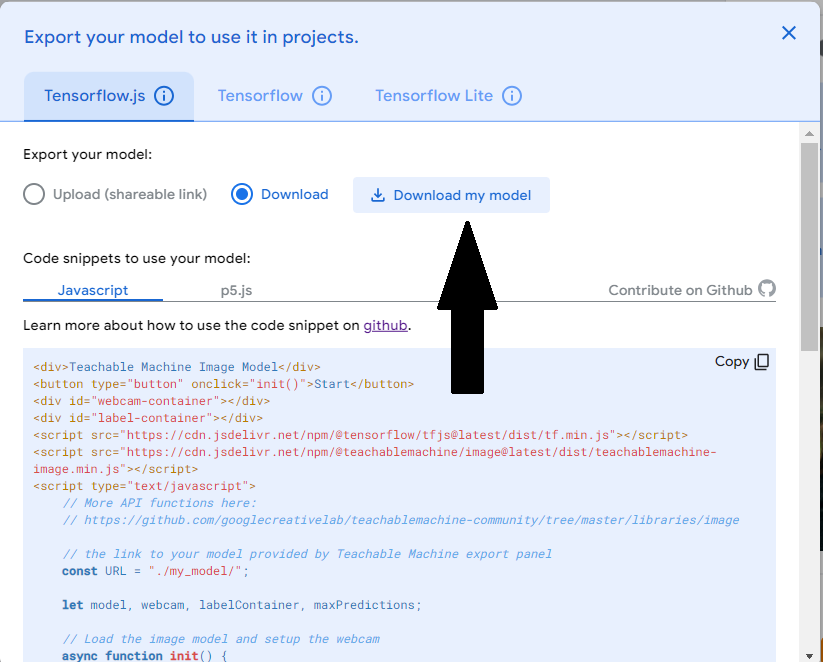 Export your model to use it in projects.
Tensorflow.js Tensorflow Tensorflow Lite
Export your model:
Upload (shareable link) Download Download my model
Code snippets to use your model:
Javascript p5.js Contribute on Github
Learn more about how to use the code snippet on github.
Copy
<div>Teachable Machine Image Model</div>
<button type="button" onclick="init()">Start</button>
<div id="webcam-container"></div>
<div id="label-container"></div>
<script src="https://cdn.jsdelivr.net/npm/@tensorflow/tfjs@latest/dist/tf.min.js"></script>
<script src="https://cdn.jsdelivr.net/npm/@teachablemachine/image@latest/dist/teachablemachine-
image.min.js"></script>
<script type="text/javascript">
// More API functions here:
// https://github.com/googlecreativelab/teachablemachine-community/tree/master/libraries/image
// the link to your model provided by Teachable Machine export panel
const URL = "./my_model/";
let model, webcam, labelContainer, maxPredictions;
// Load the image model and setup the webcam
async function init() {